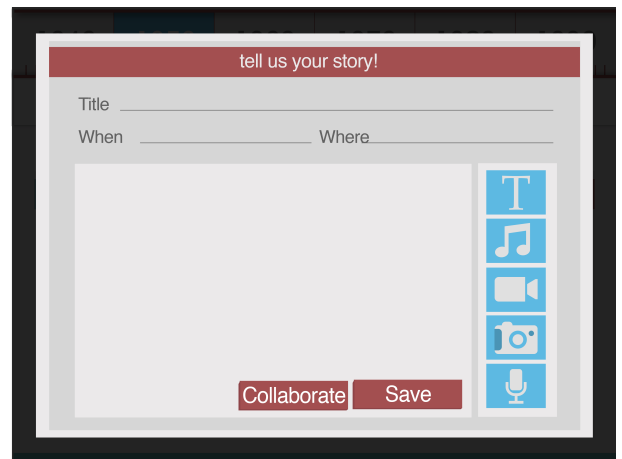 tell us your story!
Title
When Where
T
Collaborate Save